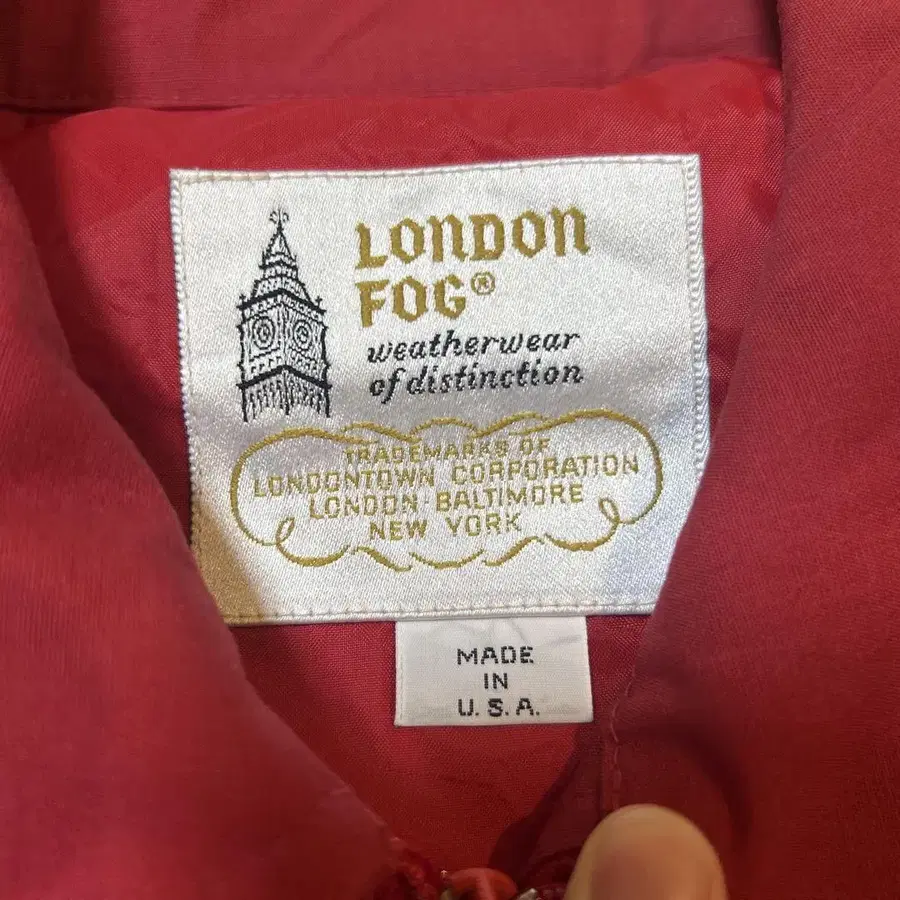 LONDON
FOG®
weatherwear
of distinction
TRADEMARKS OF
LONDONTOWN CORPORATION
LONDON-BALTIMORE
NEW YORK
MADE
IN
U.S.A.